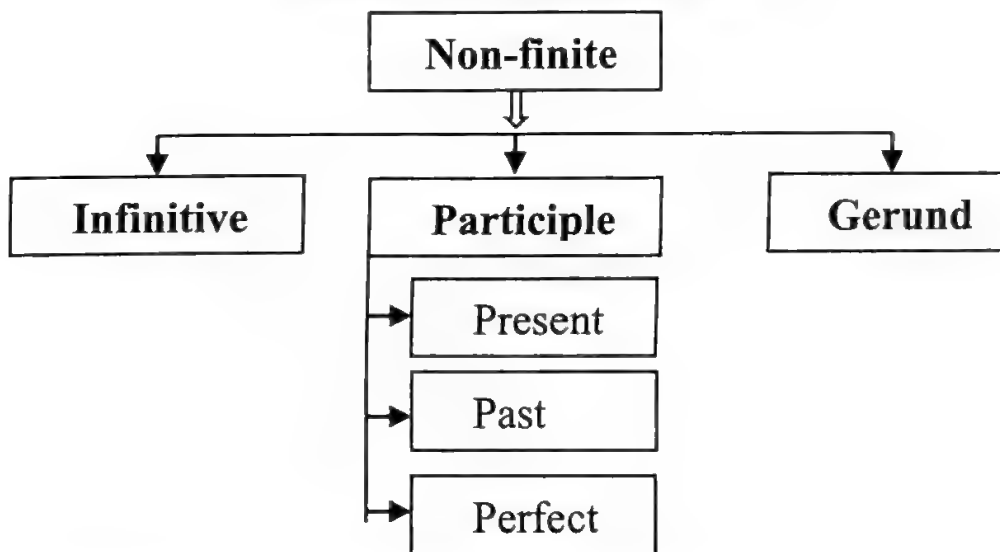 Non-finite
Infinitive
Participle
Gerund
Present
Past
Perfect